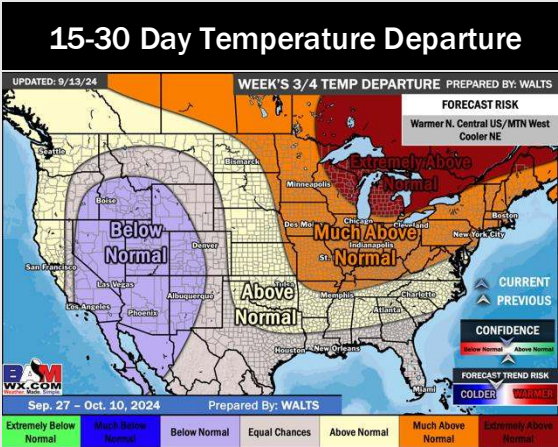 15-30 Day Temperature Departure
UPDATED: 9/13/24
WEEK'S 3/4 TEMP DEPARTURE PREPARED BY: WALTS
FORECAST RISK
Warmer N. Central US/MTN West
Cooler NE
Seattle
Bismarck
Extremely Above
Normal
Minneapolis
Boise
Boston
Chicago
Cleveland
New York City
Below
Normal
Des Moi
Much Above
Normal
Indianapolis
Denver
St.
San Francisco
Las Vegas
Above
Normal
Tulsa
Memphis
Charlotte
CURRENT
PREVIOUS
Los Angeles
Albuquerque
Phoenix
Atlanta
CONFIDENCE
Below Normal
Above Normal
Houston
New Orleans
FORECAST TREND RISK
COLDER
WARMER
Miami
BAM
WX.COM
Weather. Made. Simple.
Sep. 27 – Oct. 10, 2024
Prepared By: WALTS
Extremely Below
Normal
Much Below
Normal
Below Normal
Equal Chances
Above Normal
Much Above
Normal
Extremely Above
Normal